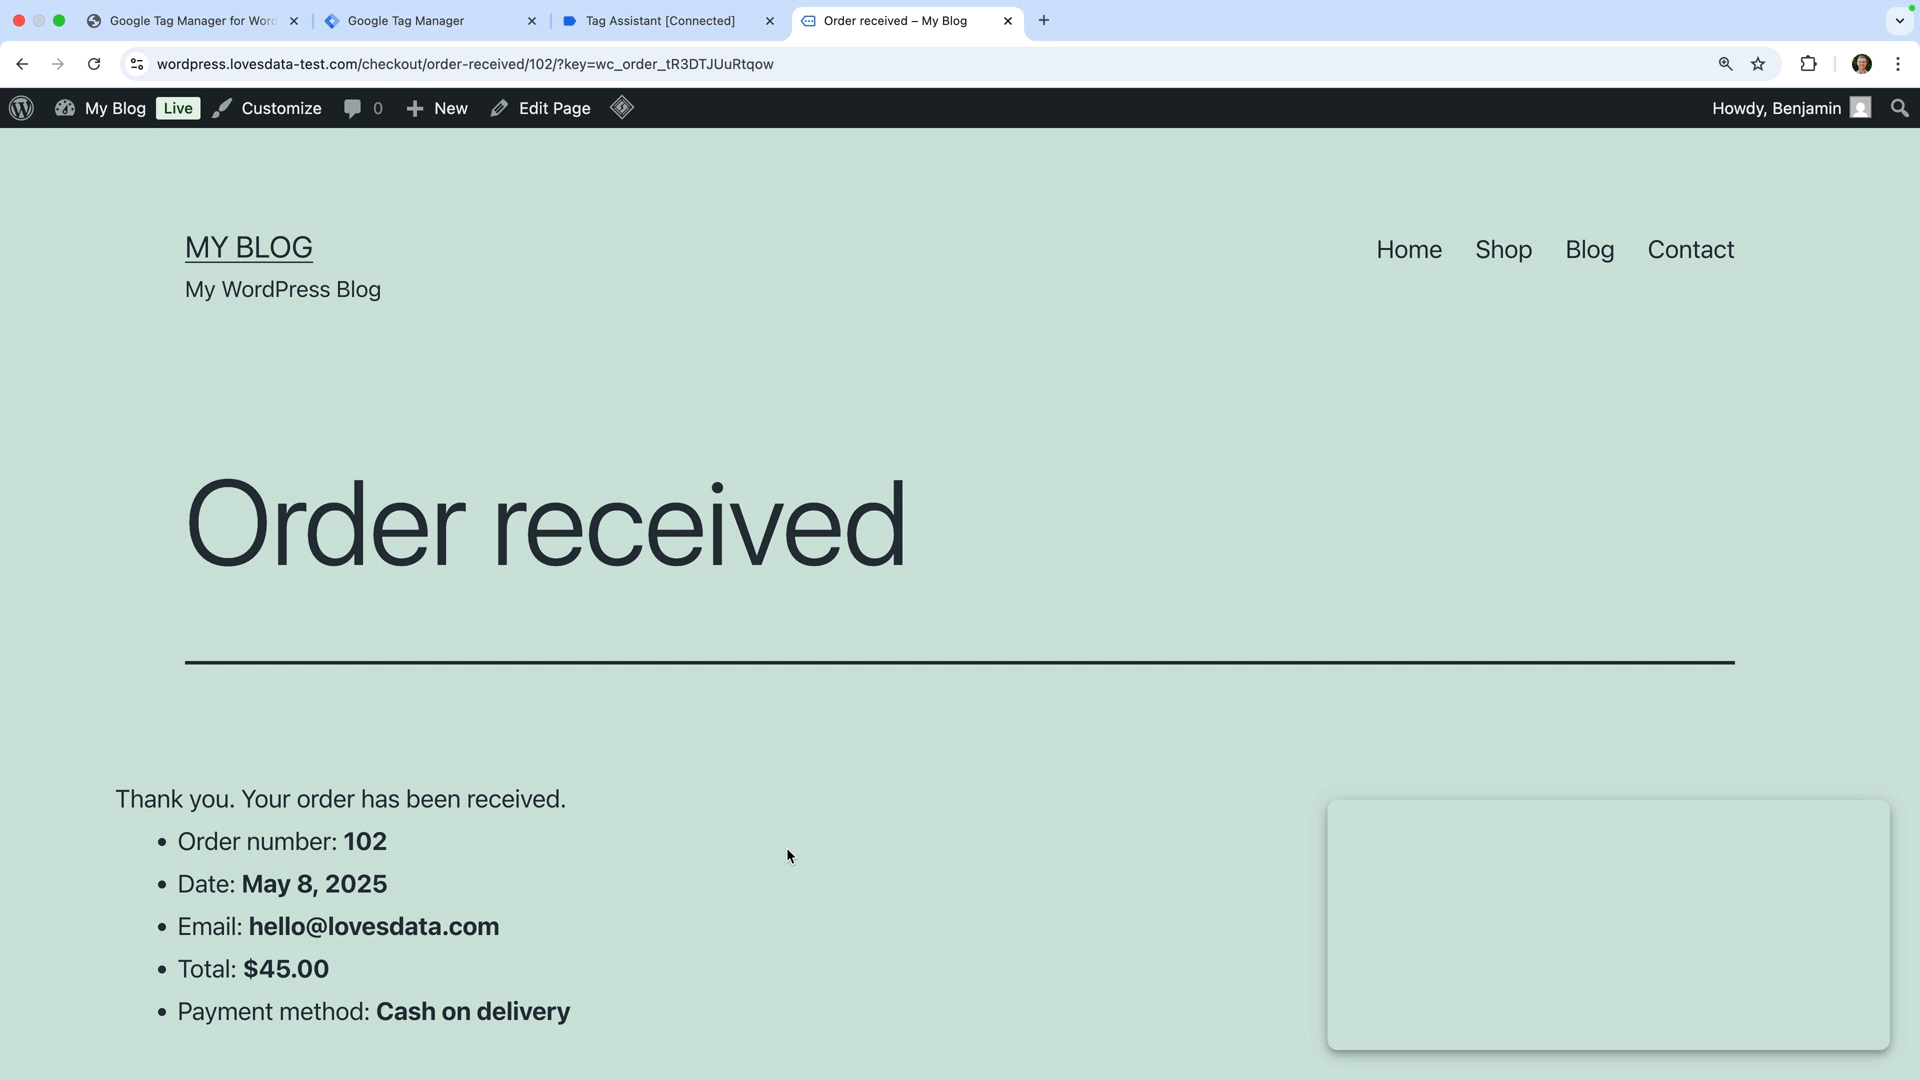 Google Tag Manager for Wor
Google Tag Manager
Tag Assistant [Connected]
Order received – My Blog
wordpress.lovesdata-test.com/checkout/order-received/102/?key=wc_order_tR3DTJUuRtqow
My Blog
Live
Customize
0
New
Edit Page
Howdy, Benjamin
MY BLOG
My WordPress Blog
Home
Shop
Blog
Contact
Order received
Thank you. Your order has been received.
• Order number: 102
• Date: May 8, 2025
• Email: hello@lovesdata.com
• Total: $45.00
• Payment method: Cash on delivery